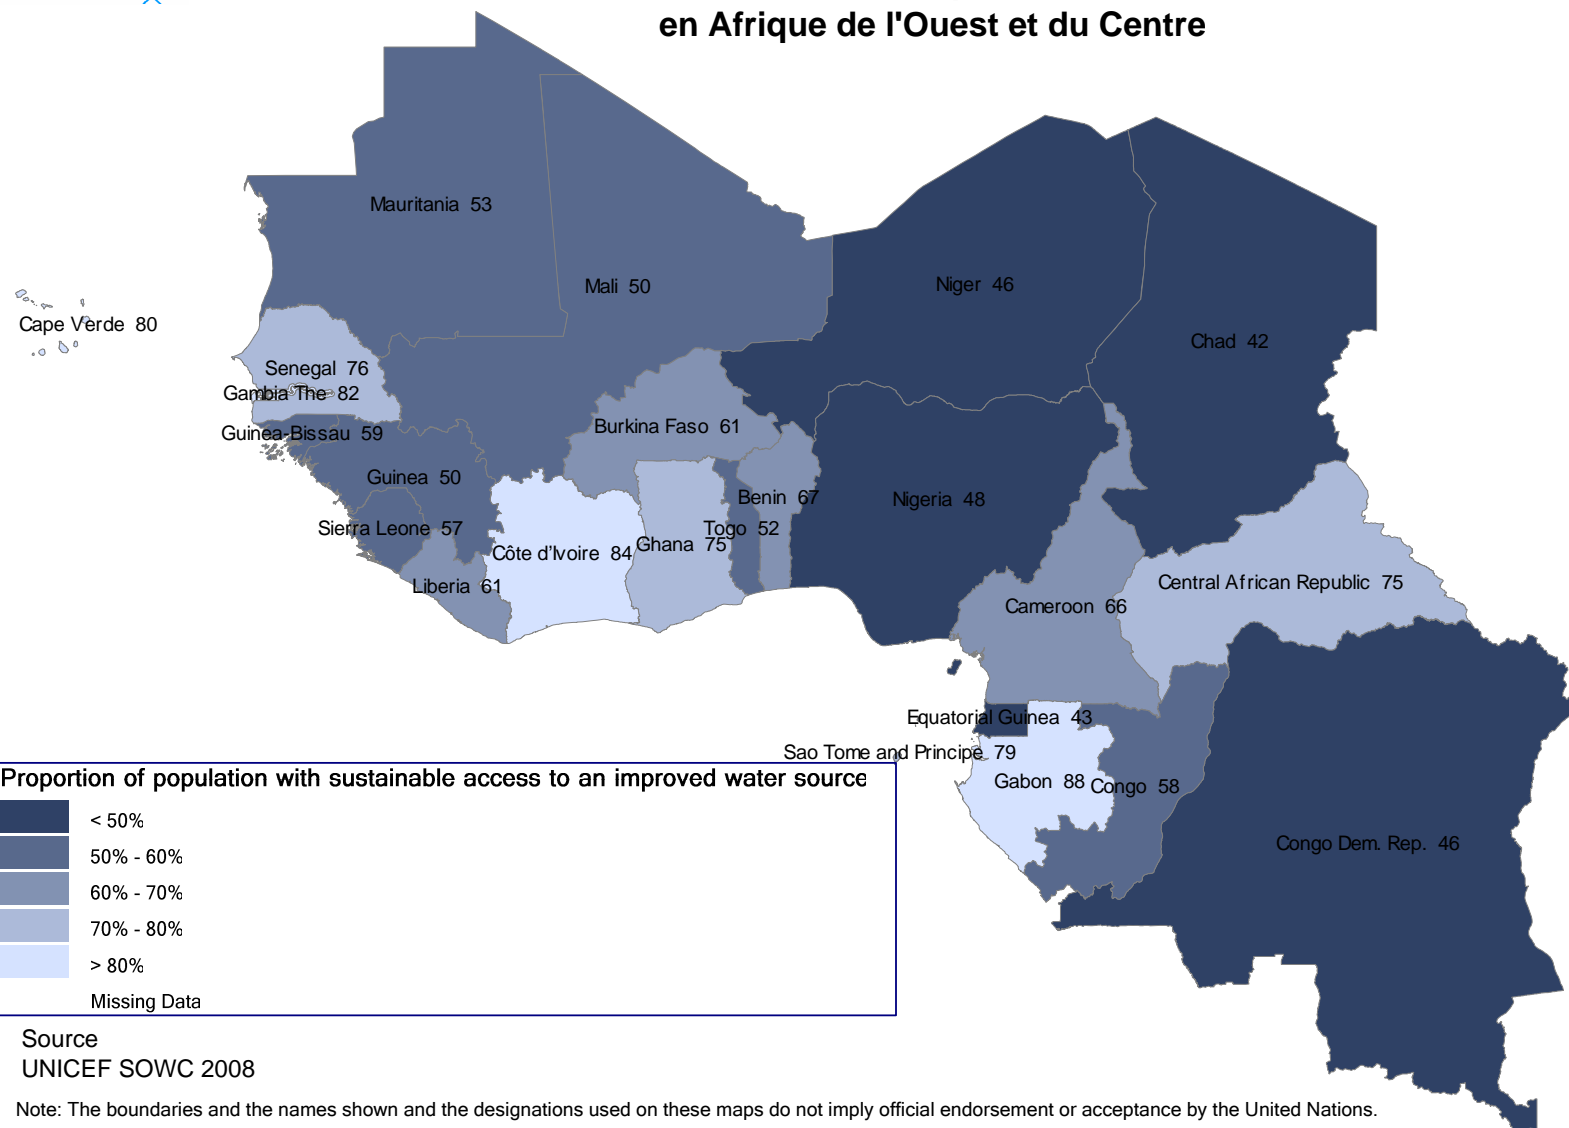 en Afrique de l'Ouest et du Centre
Mauritania 53
Mali 50
Niger 46
Cape Verde 80
Chad 42
Senegal 76
Gambia The 82
Burkina Faso 61
Guinea-Bissau 59
Guinea 50
Benin 67
Nigeria 48
Sierra Leone 57
Togo 52
Côte d'Ivoire 84
Ghana 75
Liberia 61
Central African Republic 75
Cameroon 66
Equatorial Guinea 43
Sao Tome and Principe 79
Gabon 88
Congo 58
Congo Dem. Rep. 46
Proportion of population with sustainable access to an improved water source
< 50%
50% - 60%
60% - 70%
70% - 80%
> 80%
Missing Data
Source
UNICEF SOWC 2008
Note: The boundaries and the names shown and the designations used on these maps do not imply official endorsement or acceptance by the United Nations.